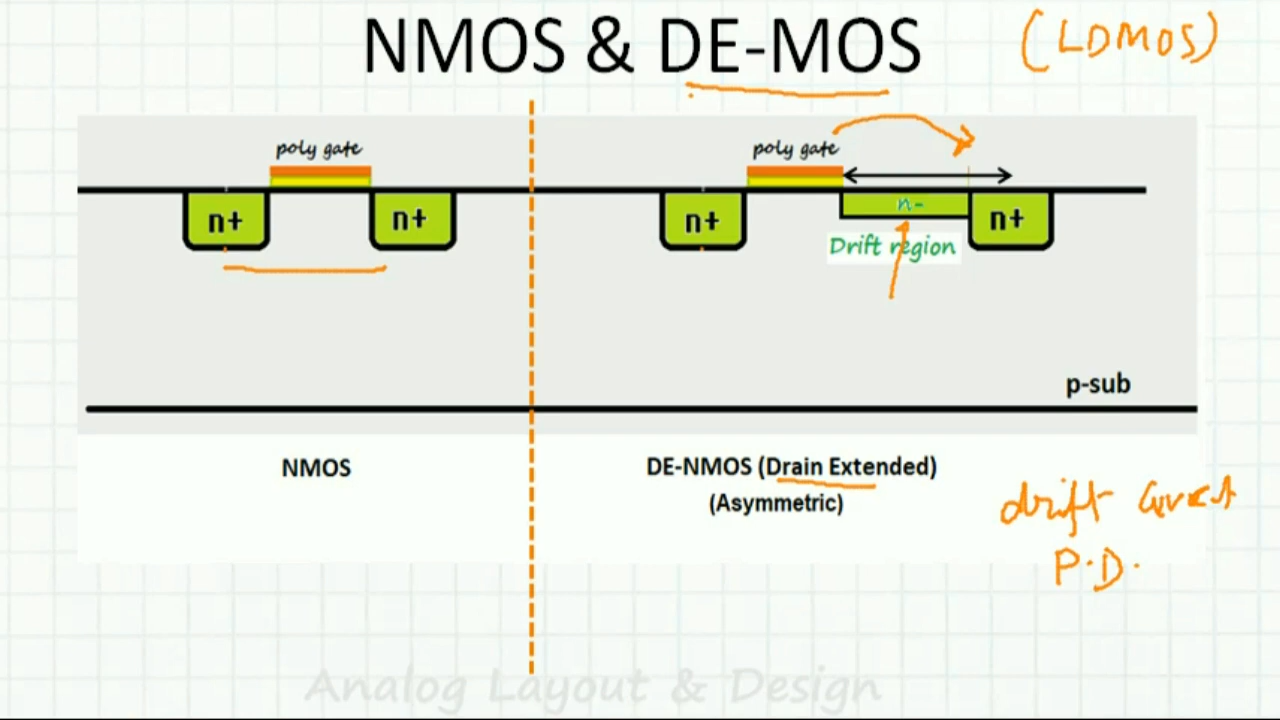 NMOS & DE-MOS
(LDMOS)
poly gate
poly gate
n+
n+
n+
n-
n+
Drift region
p-sub
NMOS
DE-NMOS (Drain Extended)
(Asymmetric)
drift
P.D.
Analog Layout & Design